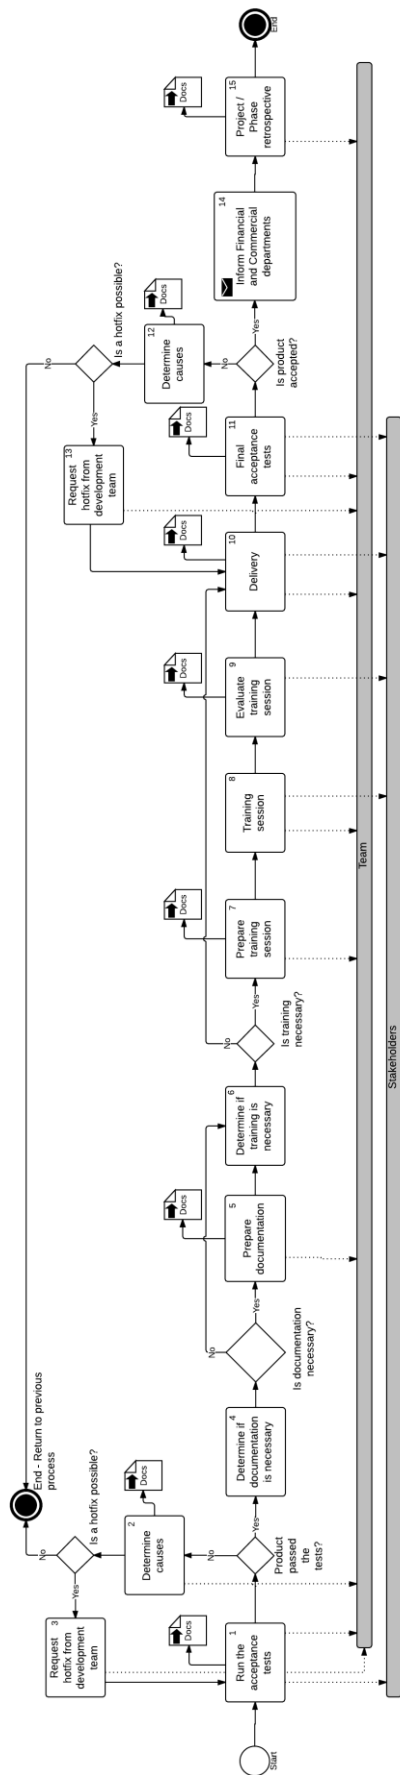 Start
1
Run the
acceptance
tests
Docs
Product
passed
the
tests?
No
Yes
2
Determine
causes
Docs
Is a hotfix possible?
Yes
No
3
Request
hotfix from
development
team
End - Return to previous
process
4
Determine if
documentation
is necessary
Is documentation
necessary?
No
Yes
5
Prepare
documentation
Docs
6
Determine if
training is
necessary
Is training
necessary?
No
Yes
7
Prepare
training
session
Docs
8
Training
session
9
Evaluate
training
session
Docs
10
Delivery
Docs
11
Final
acceptance
tests
Docs
Is product
accepted?
No
Yes
12
Determine
causes
Docs
Is a hotfix possible?
Yes
No
13
Request
hotfix from
development
team
14
Inform Financial
and Commercial
departments
15
Project /
Phase
retrospective
Docs
End
Team
Stakeholders